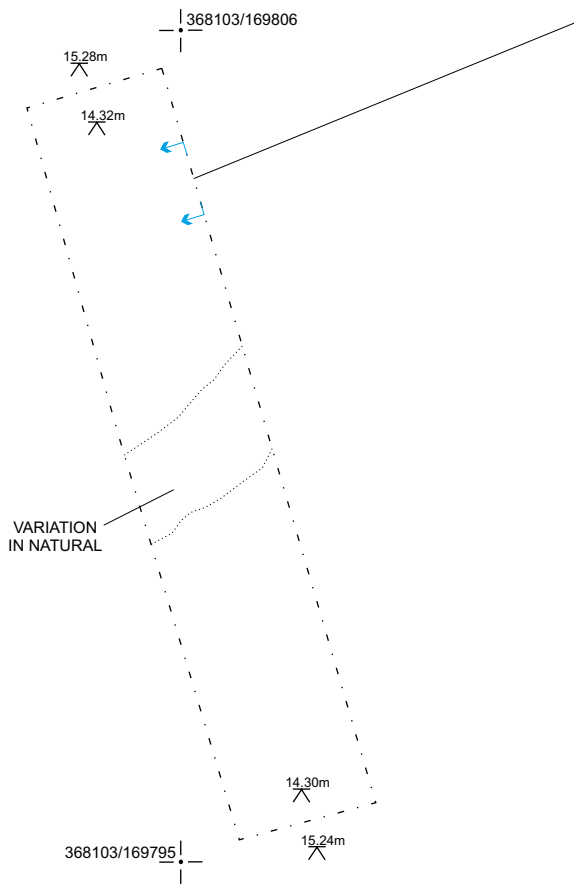 368103/169806
15.28m
14.32m
VARIATION
IN NATURAL
14.30m
15.24m
368103/169795